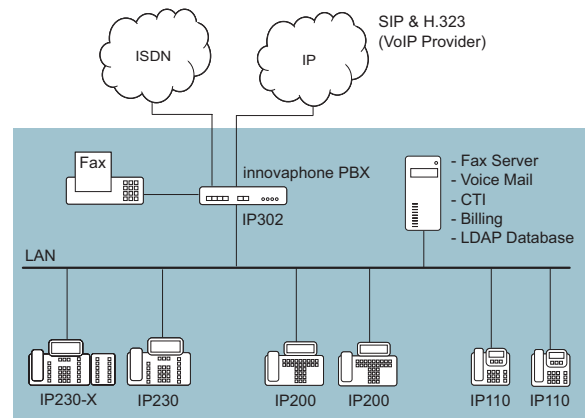 SIP & H.323
(VoIP Provider)
ISDN
IP
Fax
innovaphone PBX
IP302
- Fax Server
- Voice Mail
- CTI
- Billing
- LDAP Database
LAN
IP230-X
IP230
IP200
IP200
IP110
IP110